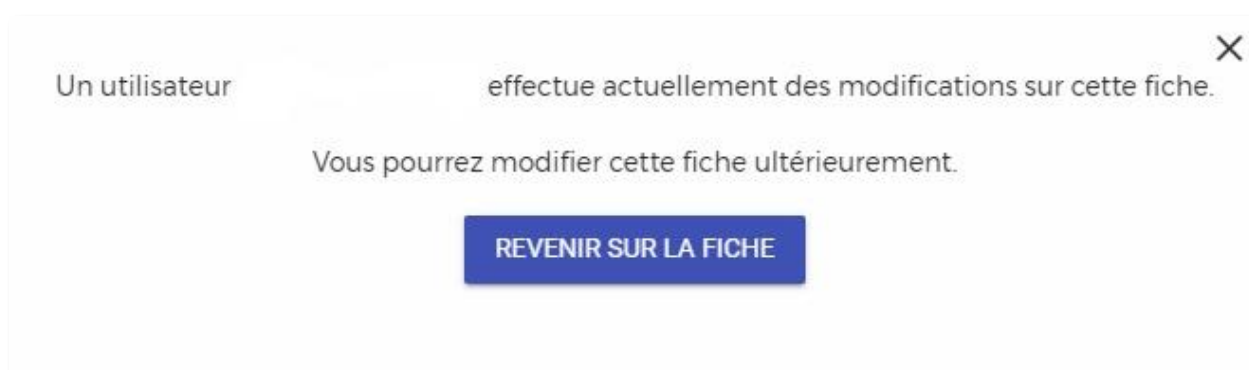 Un utilisateur effectue actuellement des modifications sur cette fiche.
Vous pourrez modifier cette fiche ultérieurement.
REVENIR SUR LA FICHE